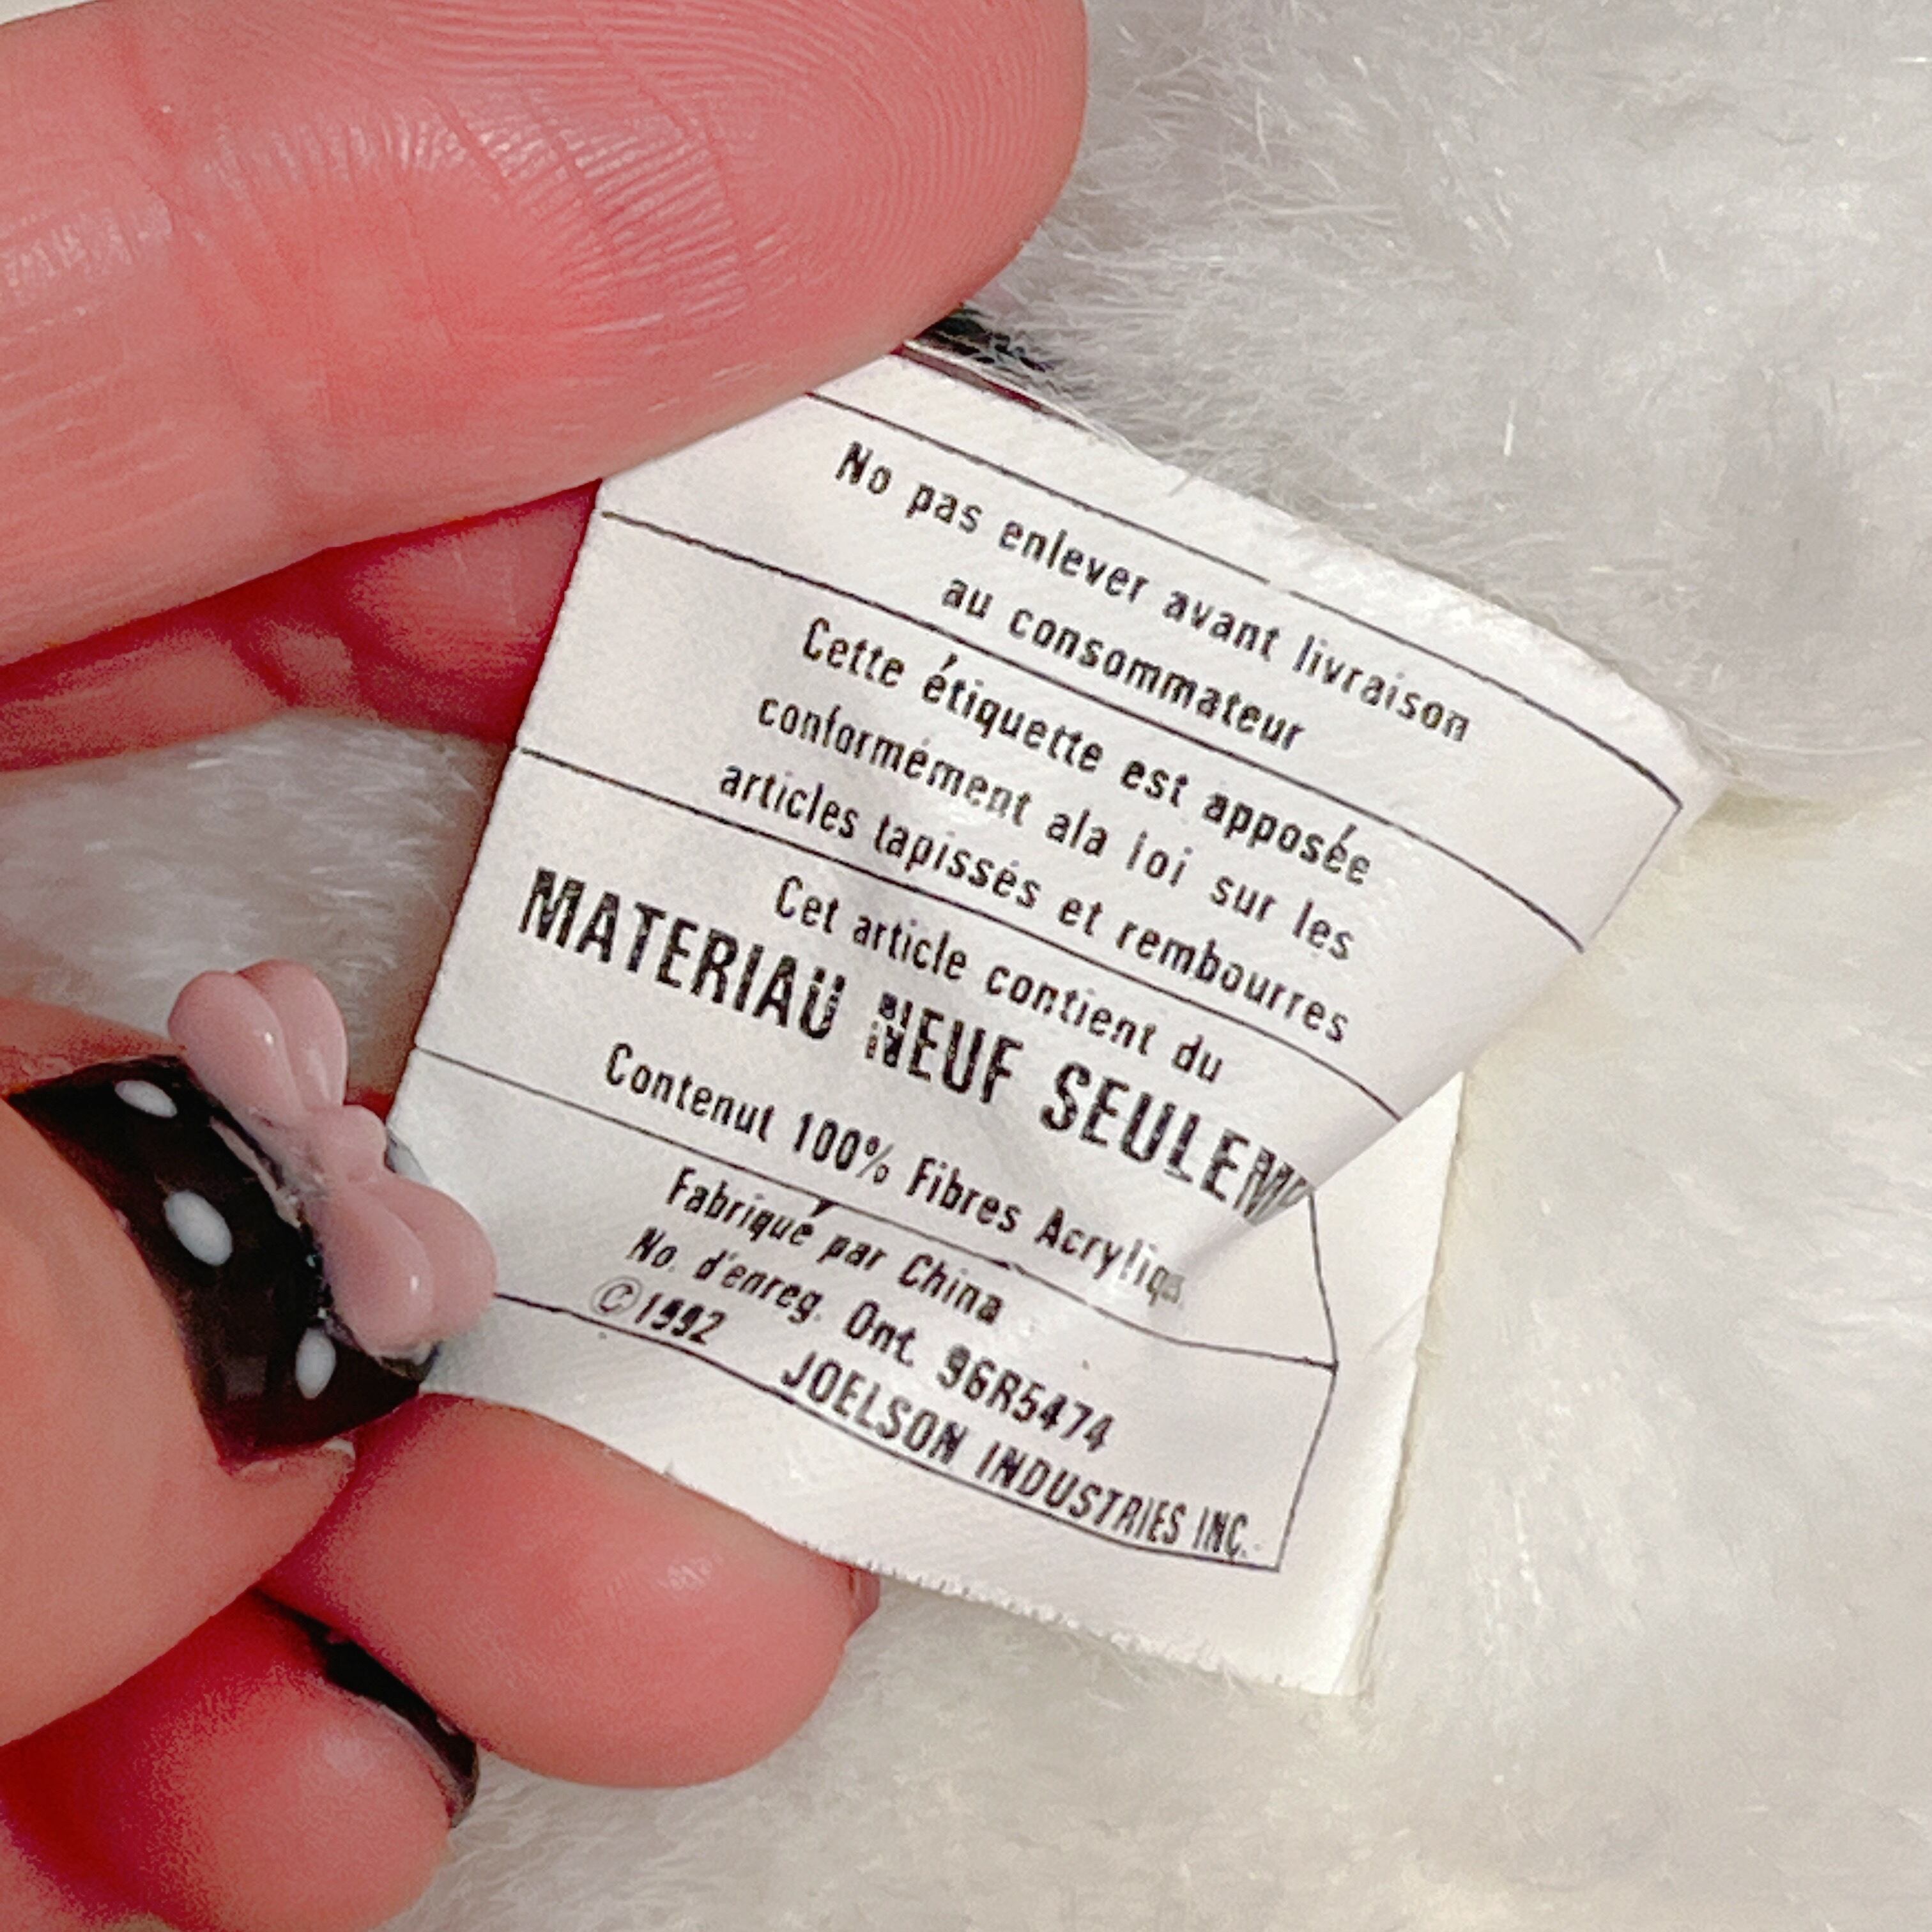 No pas enlever avant livraison
au consommateur
Cette étiquette est apposée
conformément ala loi sur les
articles tapissés et rembourres
Cet article contient du
MATERIAU NEUF SEULEM
Contenut 100% Fibres Acryliqu
Fabriqué par China
No. d'enreg. Ont. 96R5474
©1992 JOELSON INDUSTRIES INC.